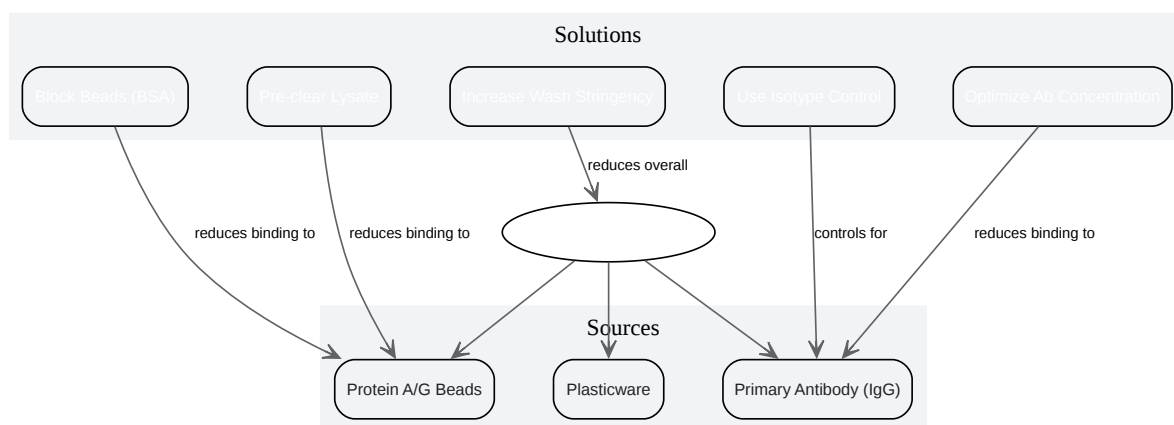 Solutions
Block Beads (BSA)
Pre-clear Lysate
Increase Wash Stringency
Use Isotype Control
Optimize Ab Concentration
reduces overall
reduces binding to
reduces binding to
controls for
reduces binding to
Sources
Protein A/G Beads
Plasticware
Primary Antibody (IgG)